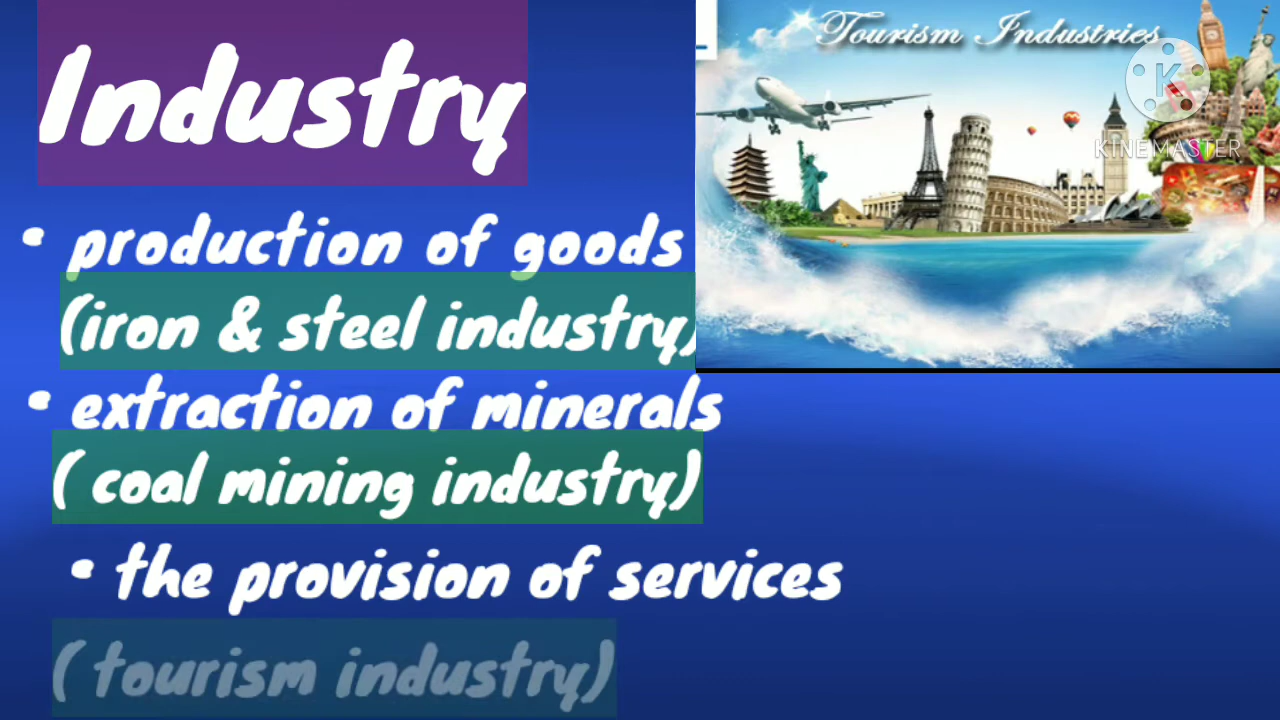 Industry
• production of goods
(iron & steel industry)
• extraction of minerals
( coal mining industry)
• the provision of services
( tourism industry)
Tourism Industries
K
KINEMASTER